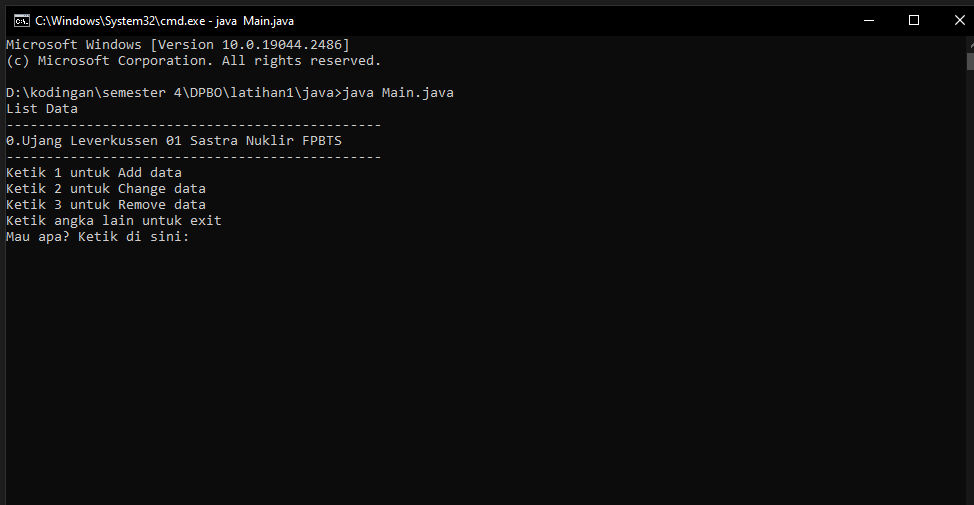 C:\Windows\System32\cmd.exe - java  Main.java
Microsoft Windows [Version 10.0.19044.2486]
(c) Microsoft Corporation. All rights reserved.
D:\kodingan\semester 4\DPBO\latihan1\java>java Main.java
List Data
-----------------------------------------------
0.Ujang Leverkussen 01 Sastra Nuklir FPBTS
-----------------------------------------------
Ketik 1 untuk Add data
Ketik 2 untuk Change data
Ketik 3 untuk Remove data
Ketik angka lain untuk exit
Mau apa? Ketik di sini: